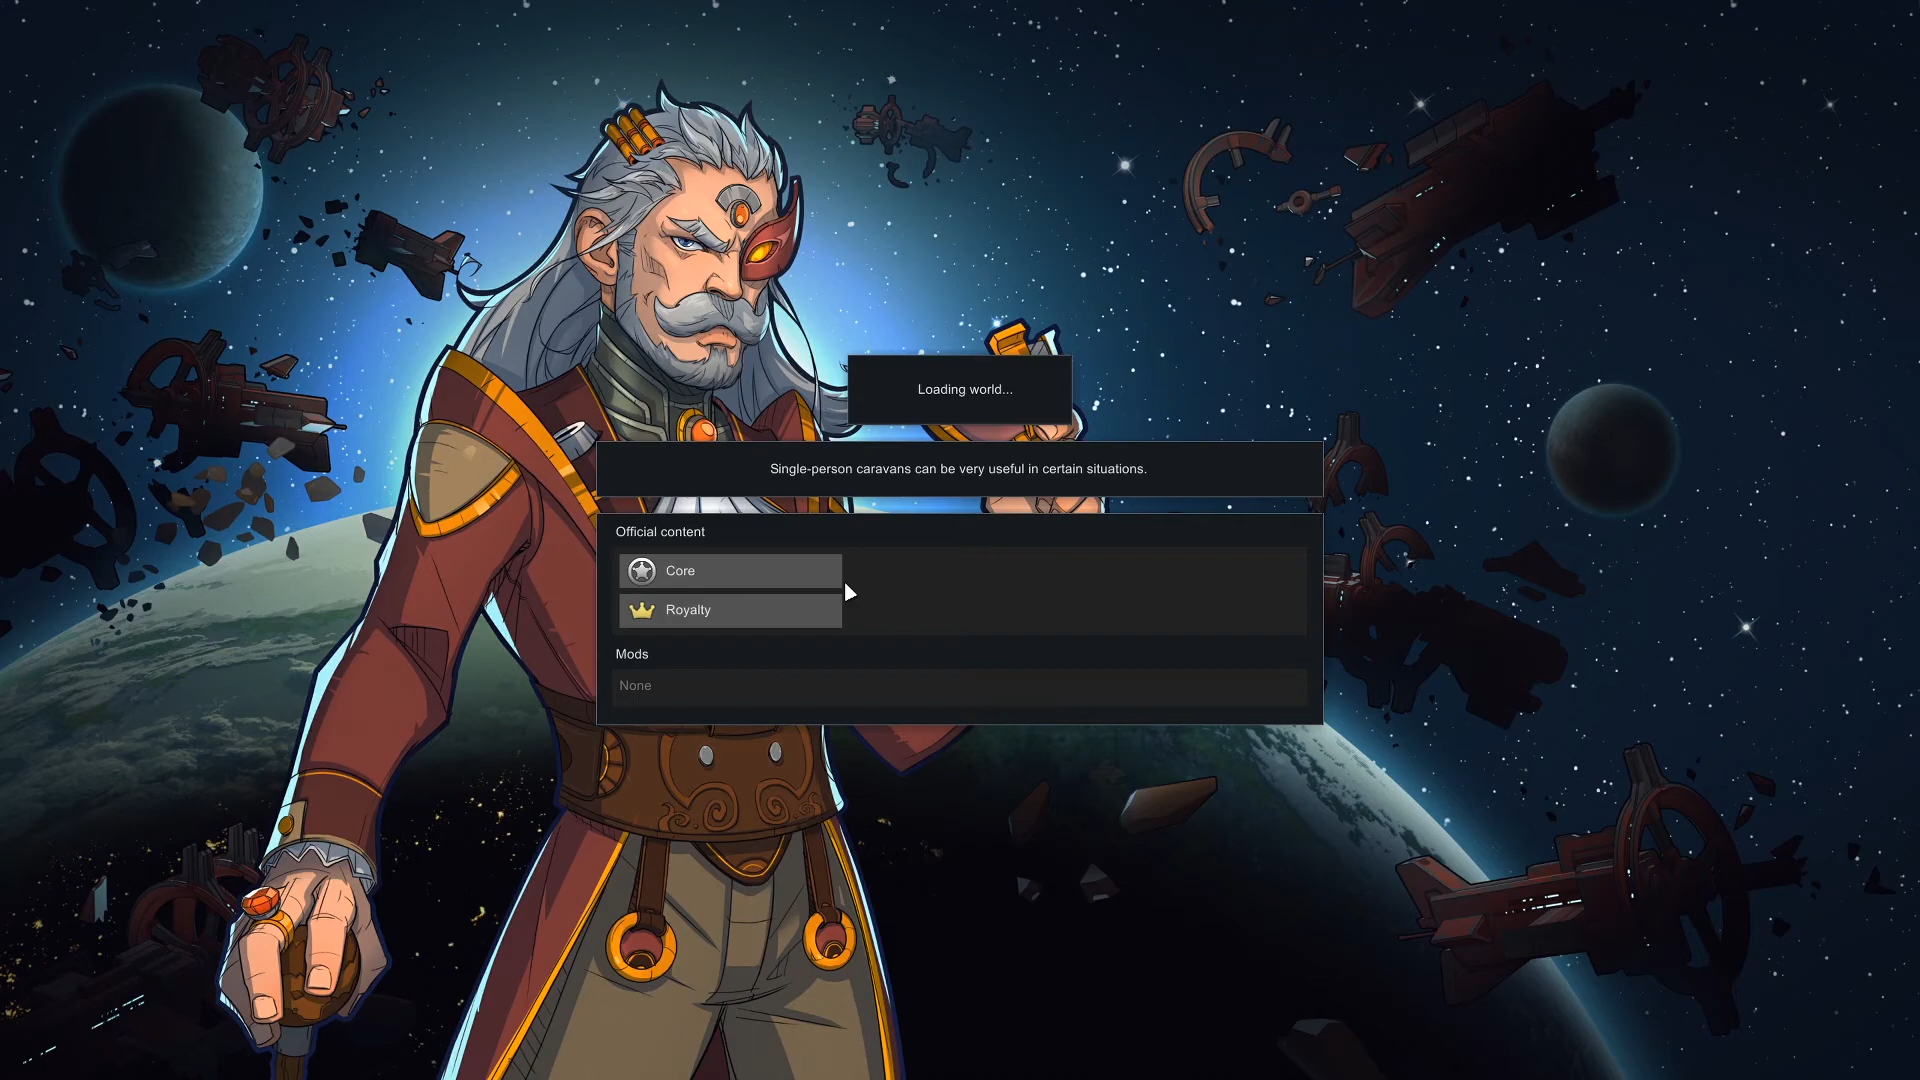 Loading world...
Single-person caravans can be very useful in certain situations.
Official content
Core
Royalty
Mods
None